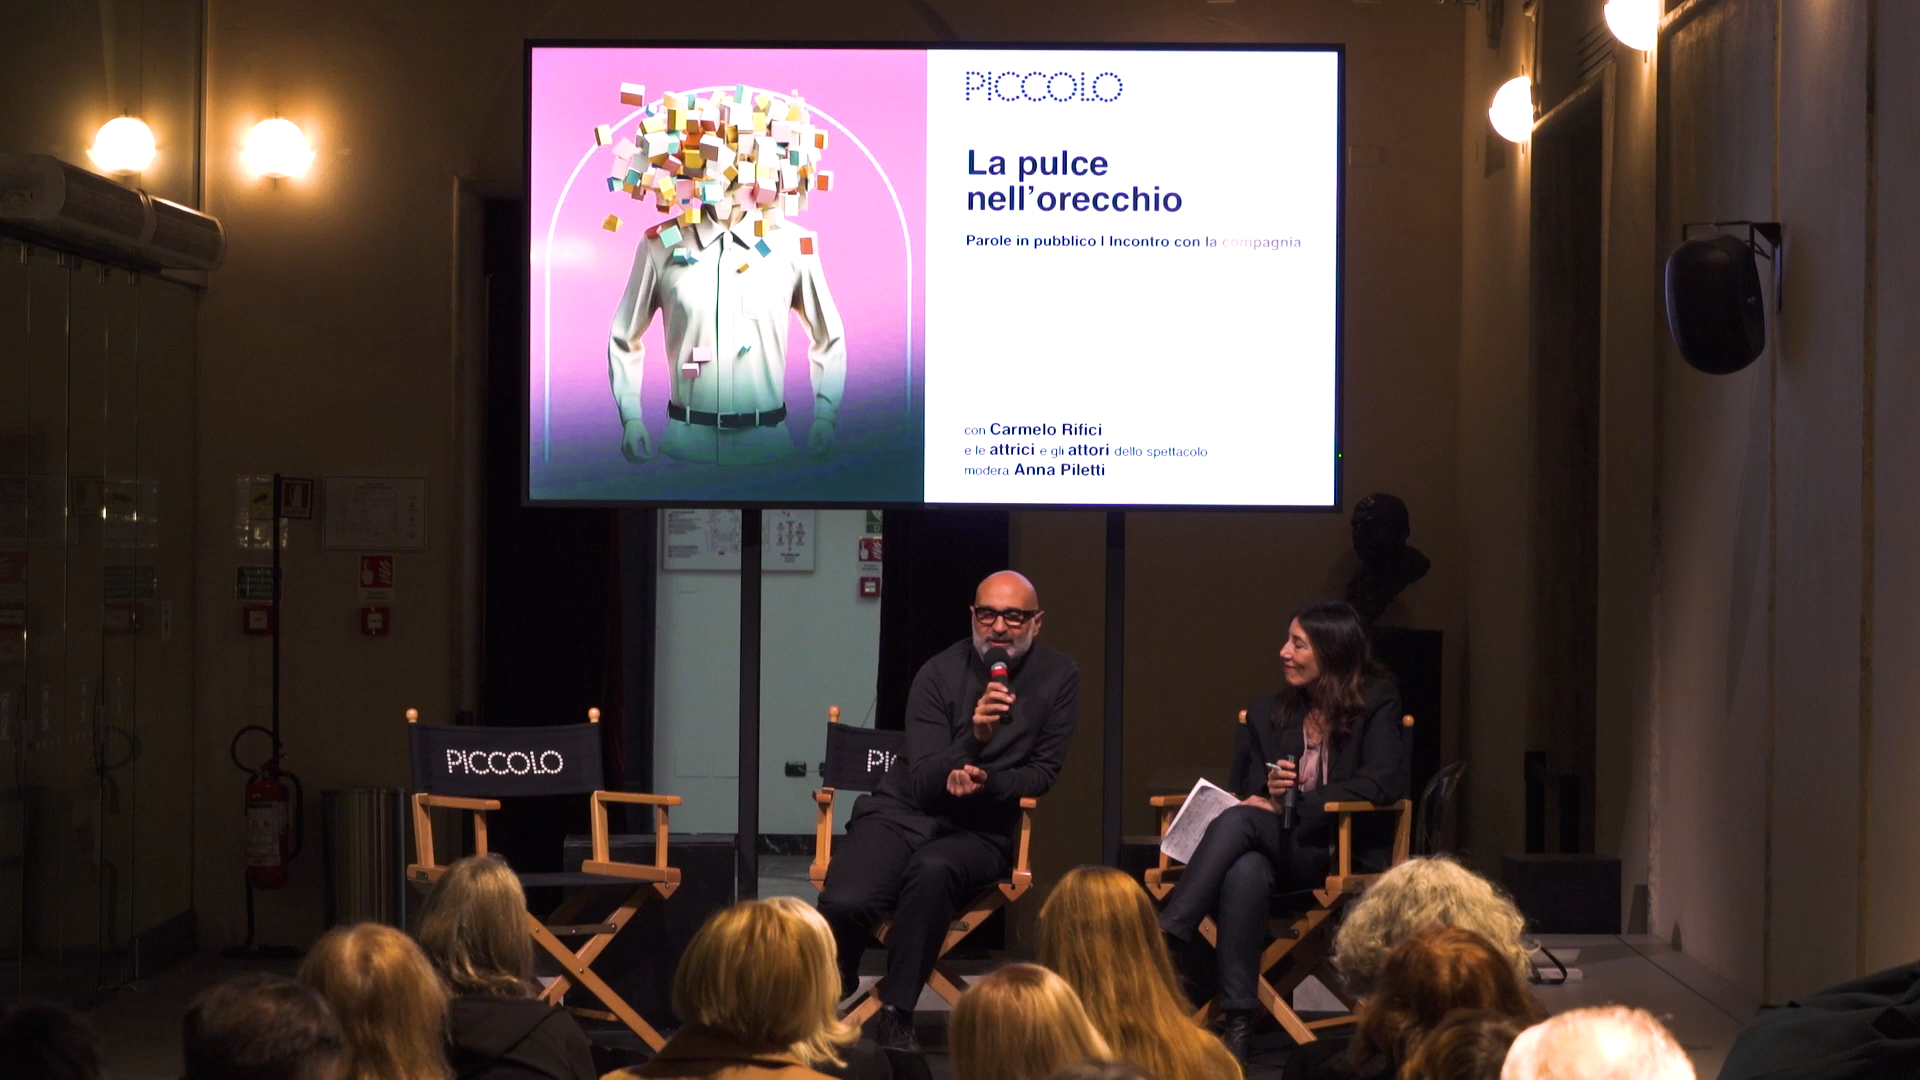 PICCOLO
La pulce
nell’orecchio
Parole in pubblico | Incontro con la compagnia
con Carmelo Rifici
e le attrici e gli attori dello spettacolo
modera Anna Piletti
PICCOLO
PIC